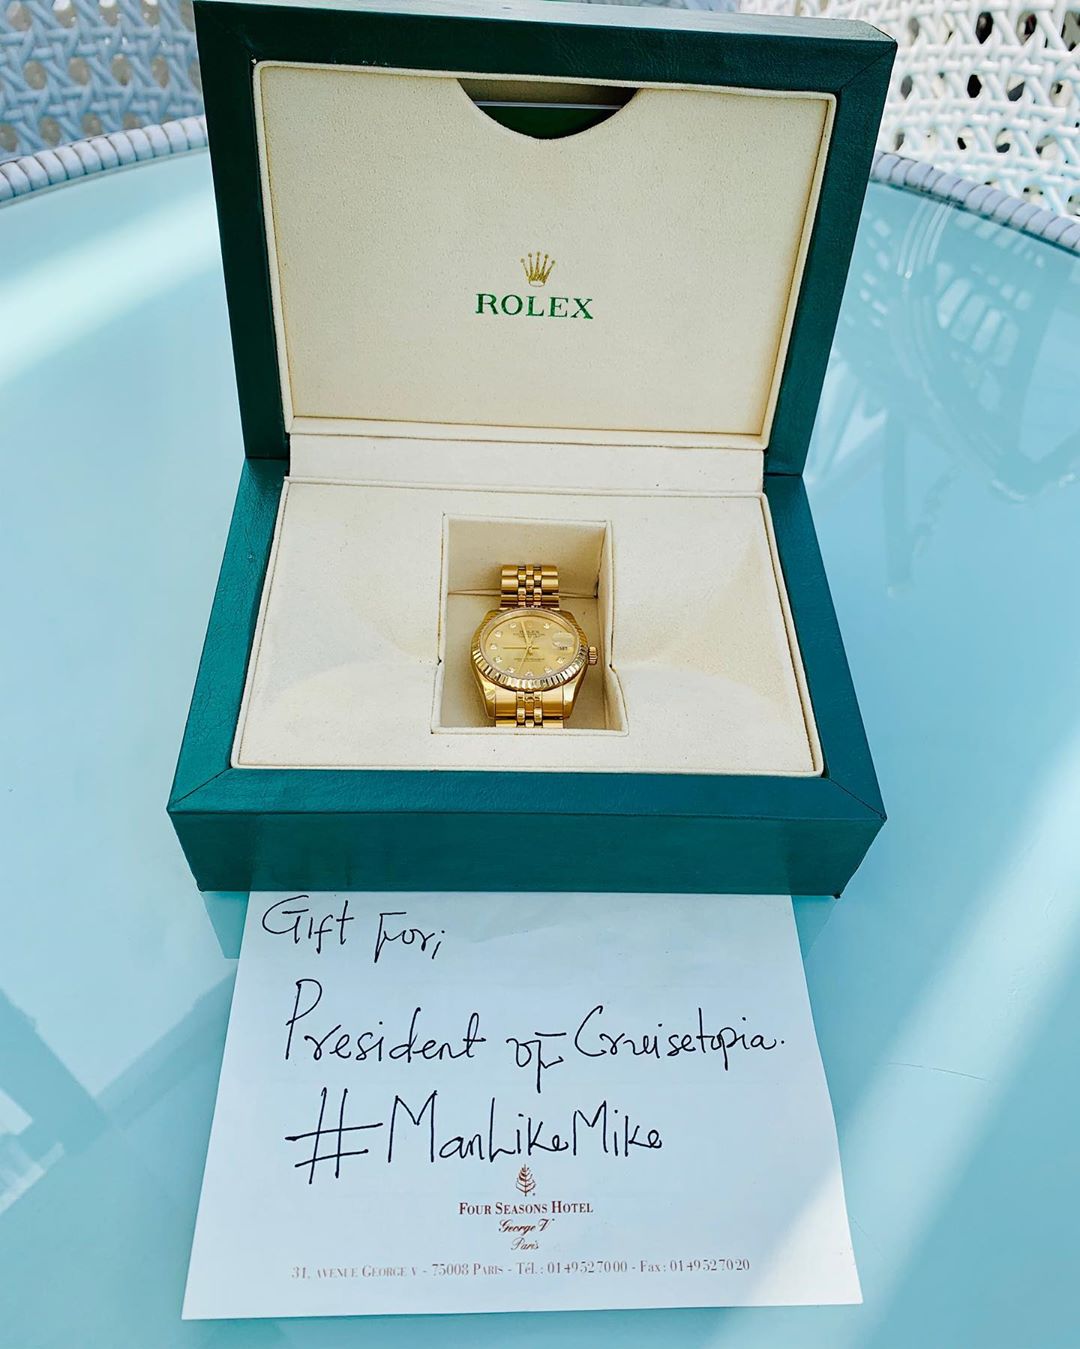 ROLEX
ROLEX
Gift For;
President of Cruisetopia.
#ManLikeMike
FOUR SEASONS HOTEL
George V
Paris
31, AVENUE GEORGE V - 75008 PARIS - Tél.: 0149527000 - Fax: 0149527020